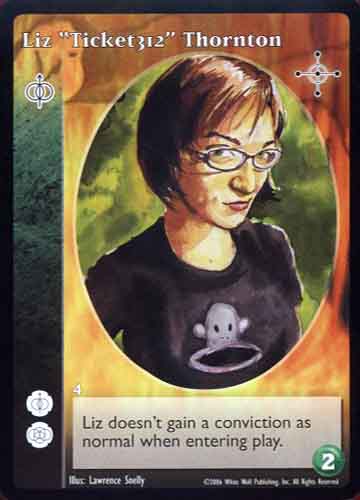 Liz "Ticket312" Thornton
4
Liz doesn't gain a conviction as
normal when entering play.
2
Illus: Lawrence Snelly
©2006 White Wolf Publishing, Inc. All Rights Reserved